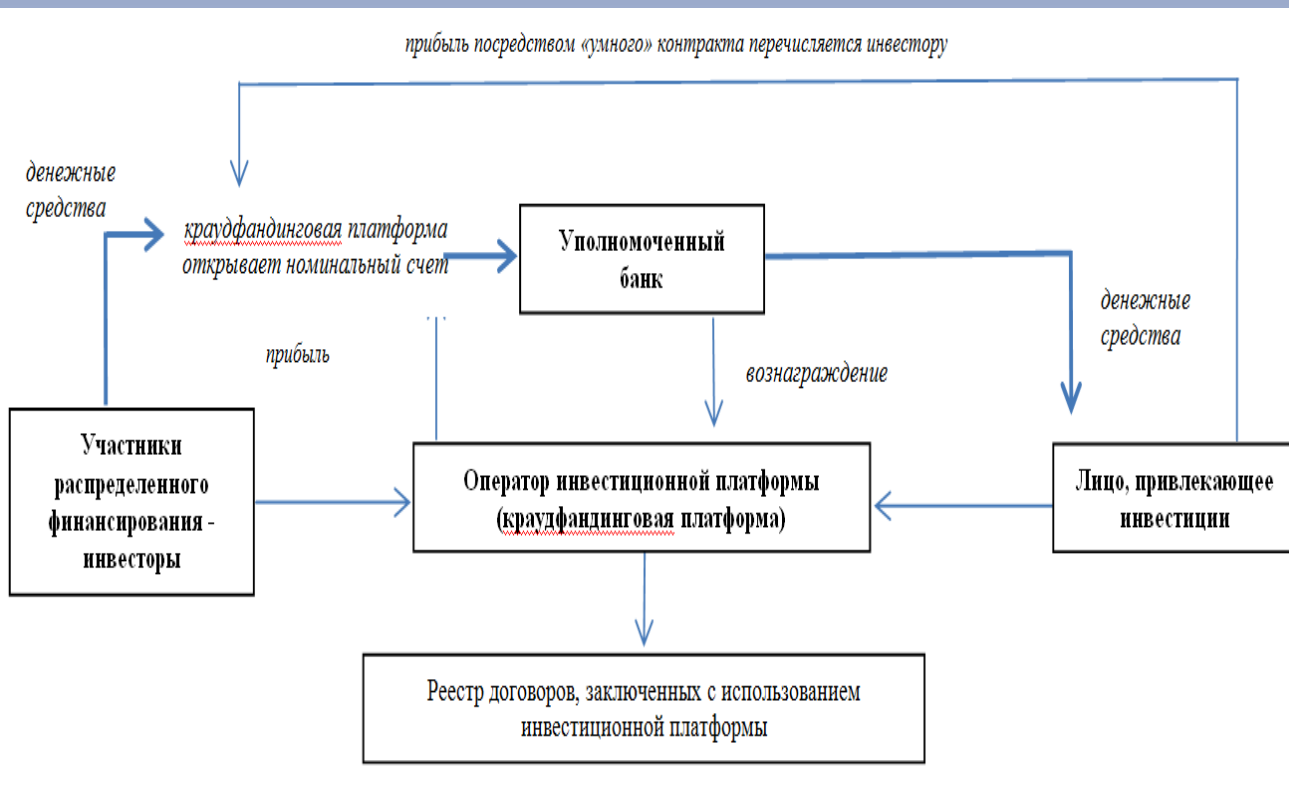 прибыль посредством «умного» контракта перечисляется инвестору
денежные
средства
краудфандинговая платформа
открывает номинальный счет
Уполномоченный
банк
денежные
средства
прибыль
вознаграждение
Участники
распределенного
финансирования -
инвесторы
Оператор инвестиционной платформы
(краудфандинговая платформа)
Лицо, привлекающее
инвестиции
Реестр договоров, заключенных с использованием
инвестиционной платформы